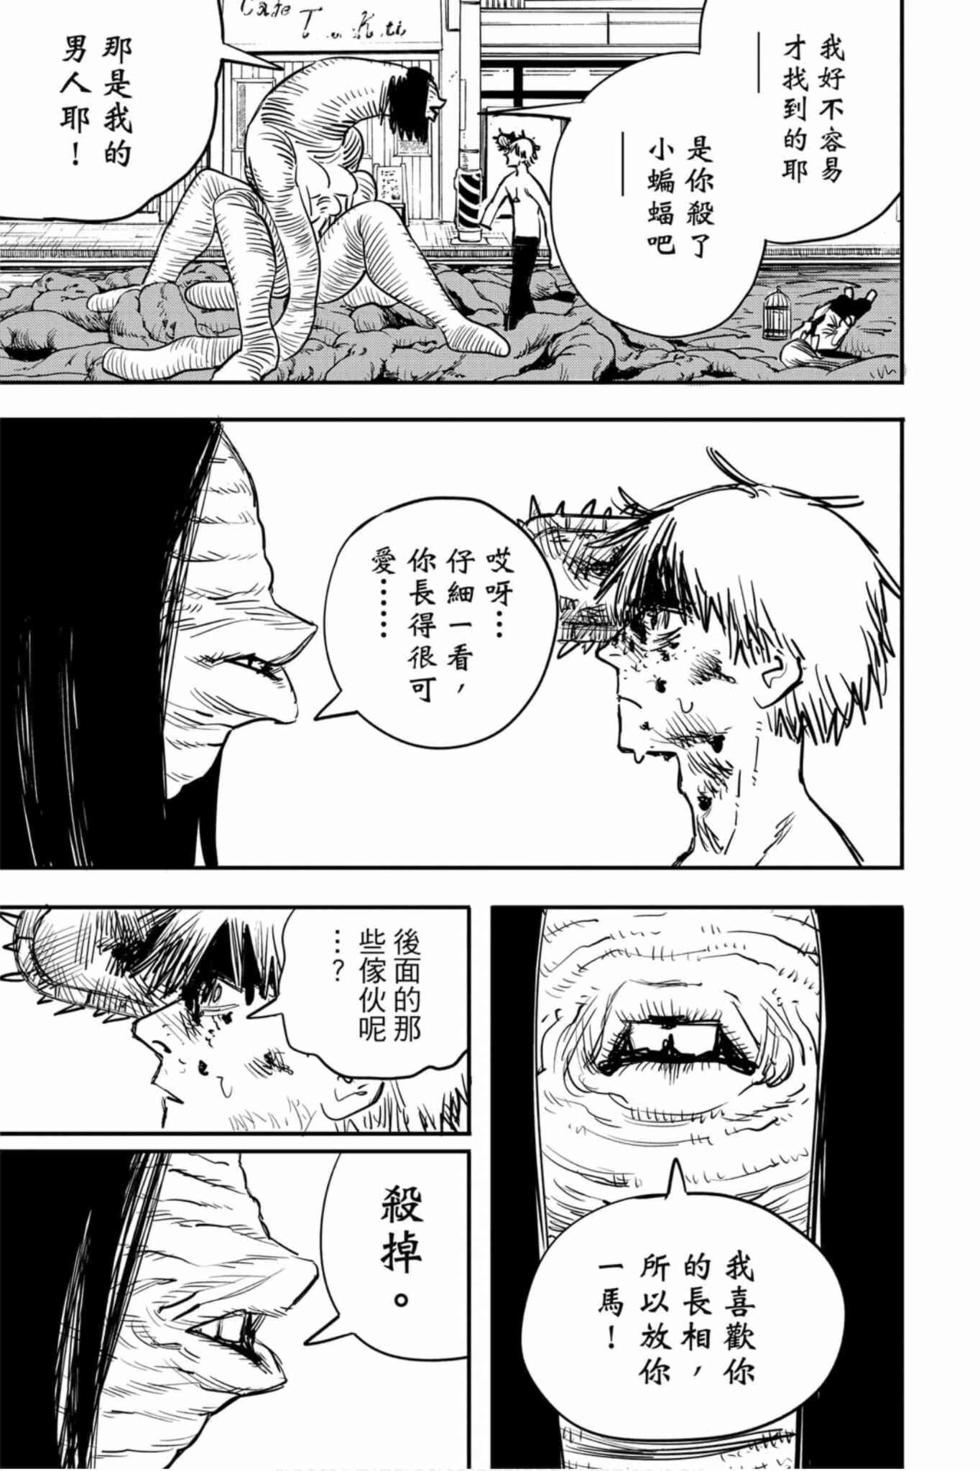 我好不容易
才找到的耶
──
是你殺了
小蝙蝠吧
──
那是我的
男人耶！
Cafe
哎呀…
仔細一看，
你長得很可
愛……
我喜歡你
的長相，
所以放你
一馬！
後面的那
些傢伙呢
…？
殺掉。